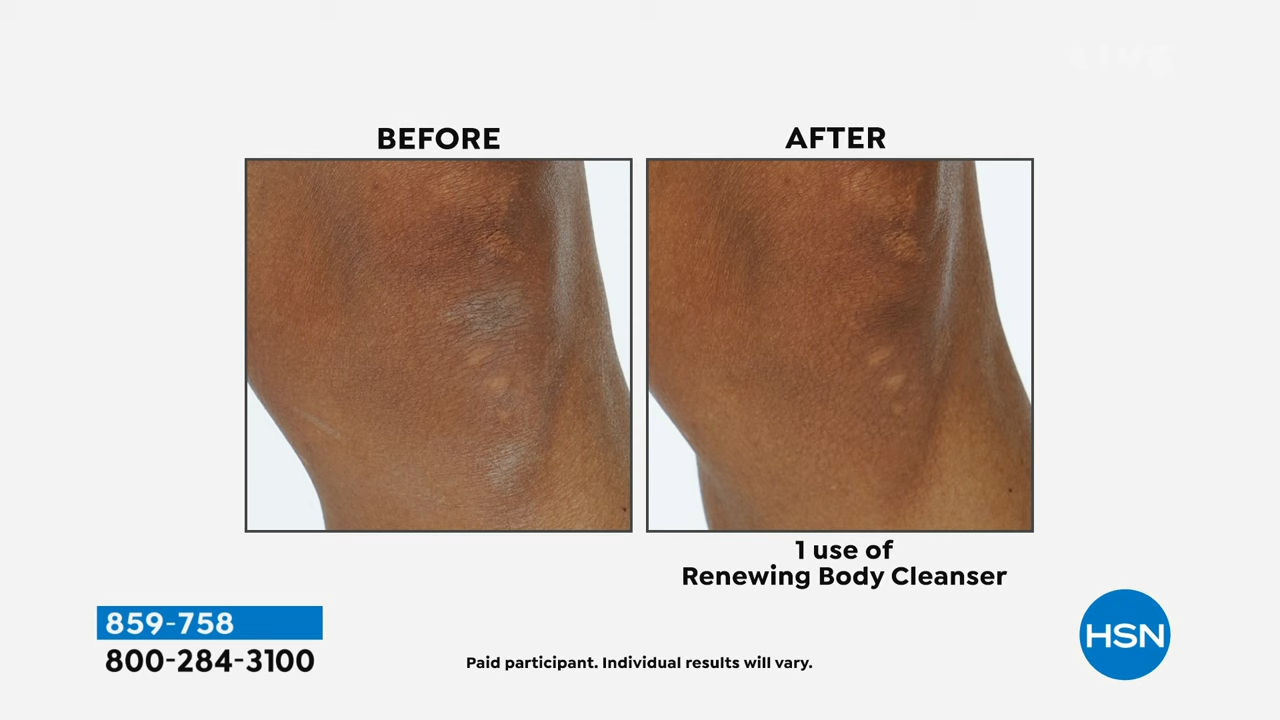 BEFORE
AFTER
1 use of
Renewing Body Cleanser
859-758
800-284-3100
Paid participant. Individual results will vary.
HSN